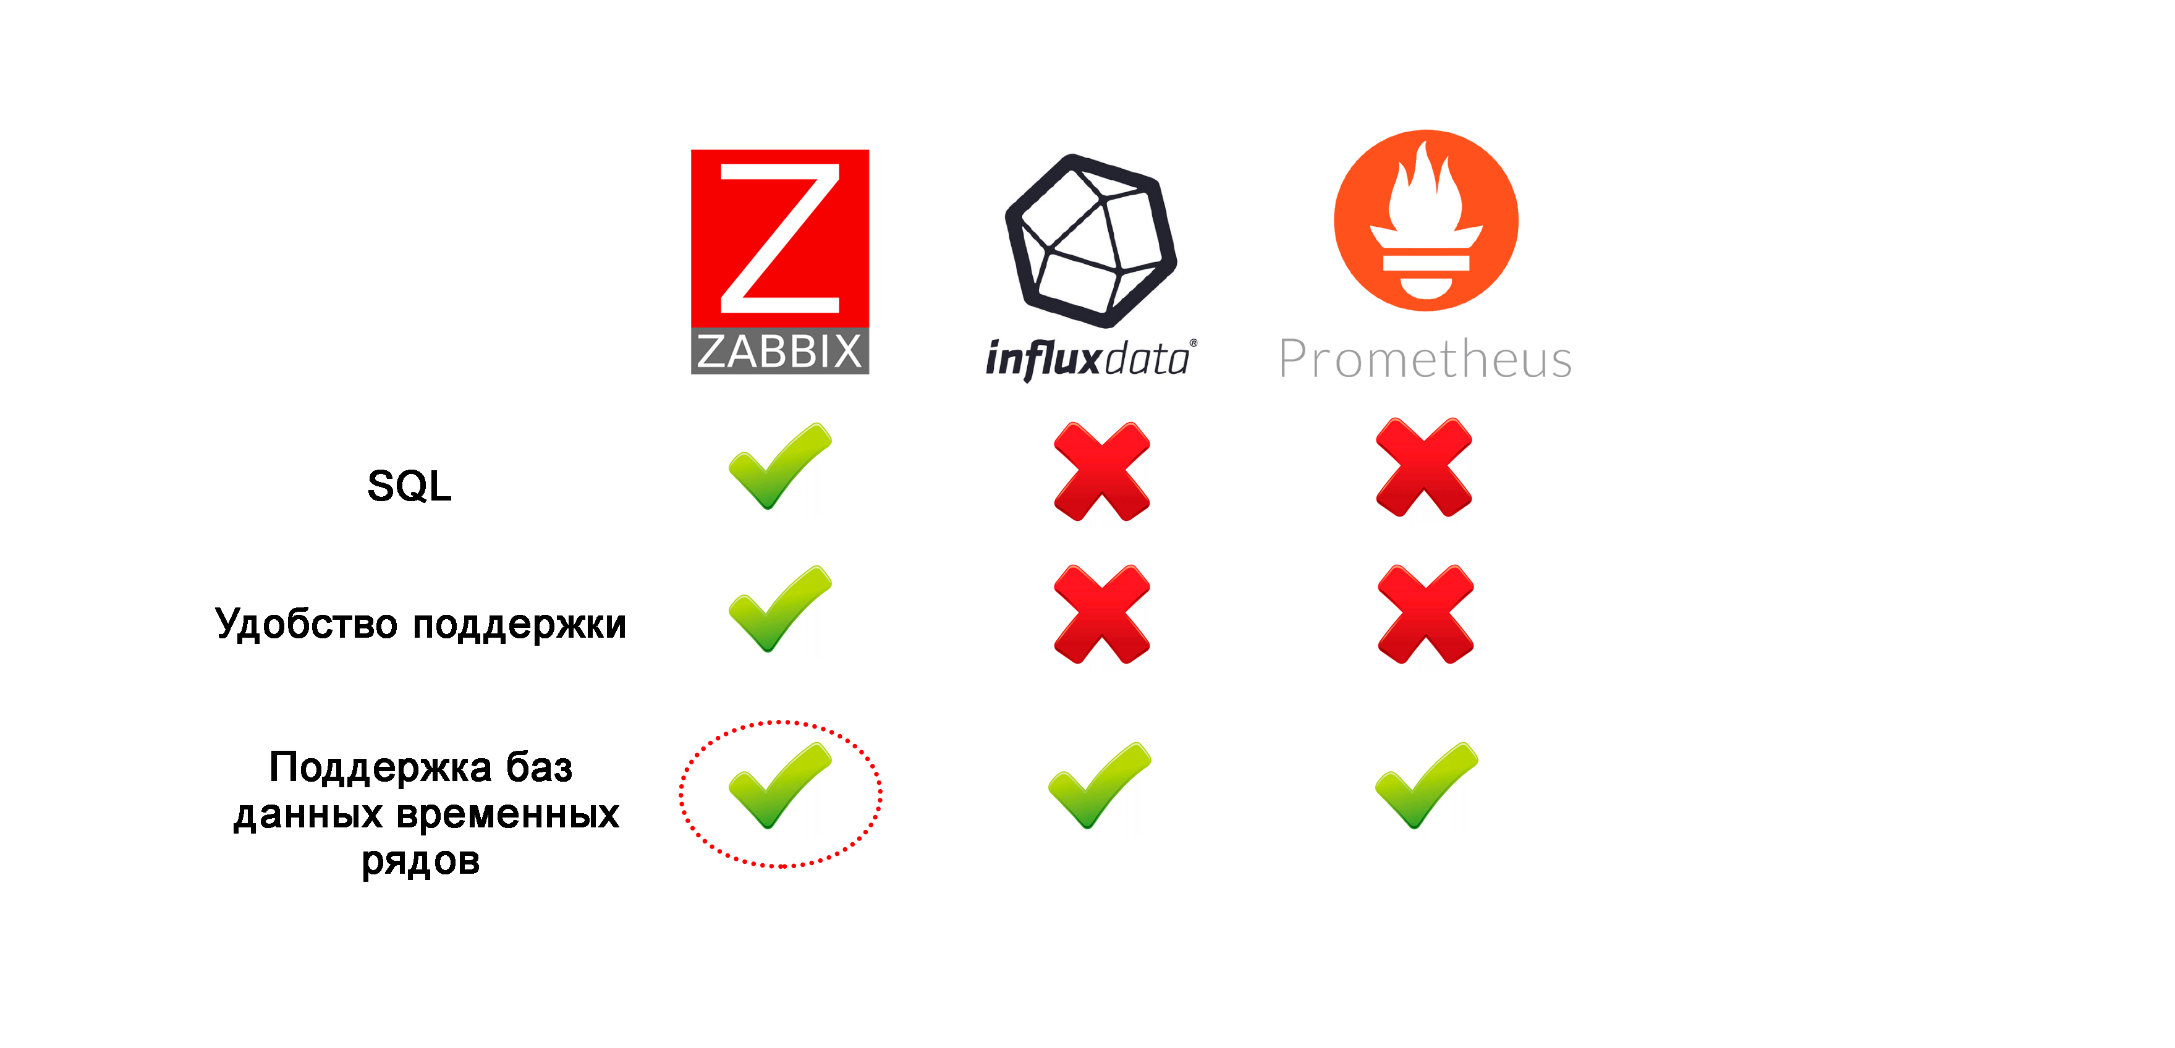 Z
ZABBIX
influxdata®
Prometheus
SQL
Удобство поддержки
Поддержка баз
данных временных
рядов